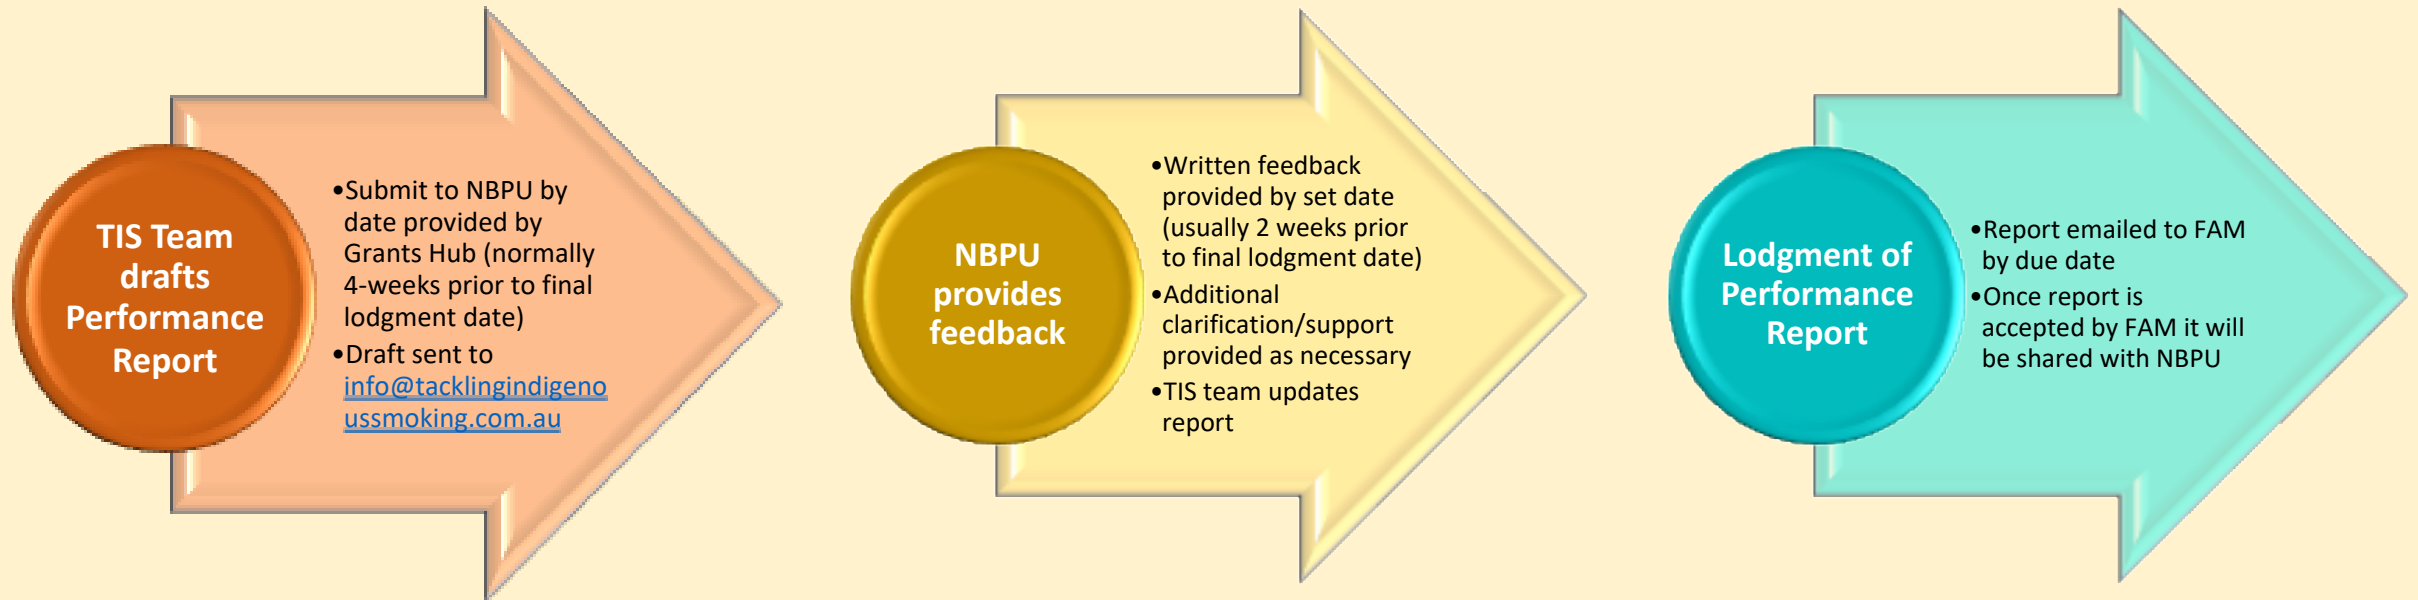 TIS Team
drafts
Performance
Report
•Submit to NBPU by
date provided by
Grants Hub (normally
4-weeks prior to final
lodgment date)
•Draft sent to
info@tacklingindigeno
ussmoking.com.au
NBPU
provides
feedback
•Written feedback
provided by set date
(usually 2 weeks prior
to final lodgment date)
•Additional
clarification/support
provided as necessary
•TIS team updates
report
Lodgment of
Performance
Report
•Report emailed to FAM
by due date
•Once report is
accepted by FAM it will
be shared with NBPU